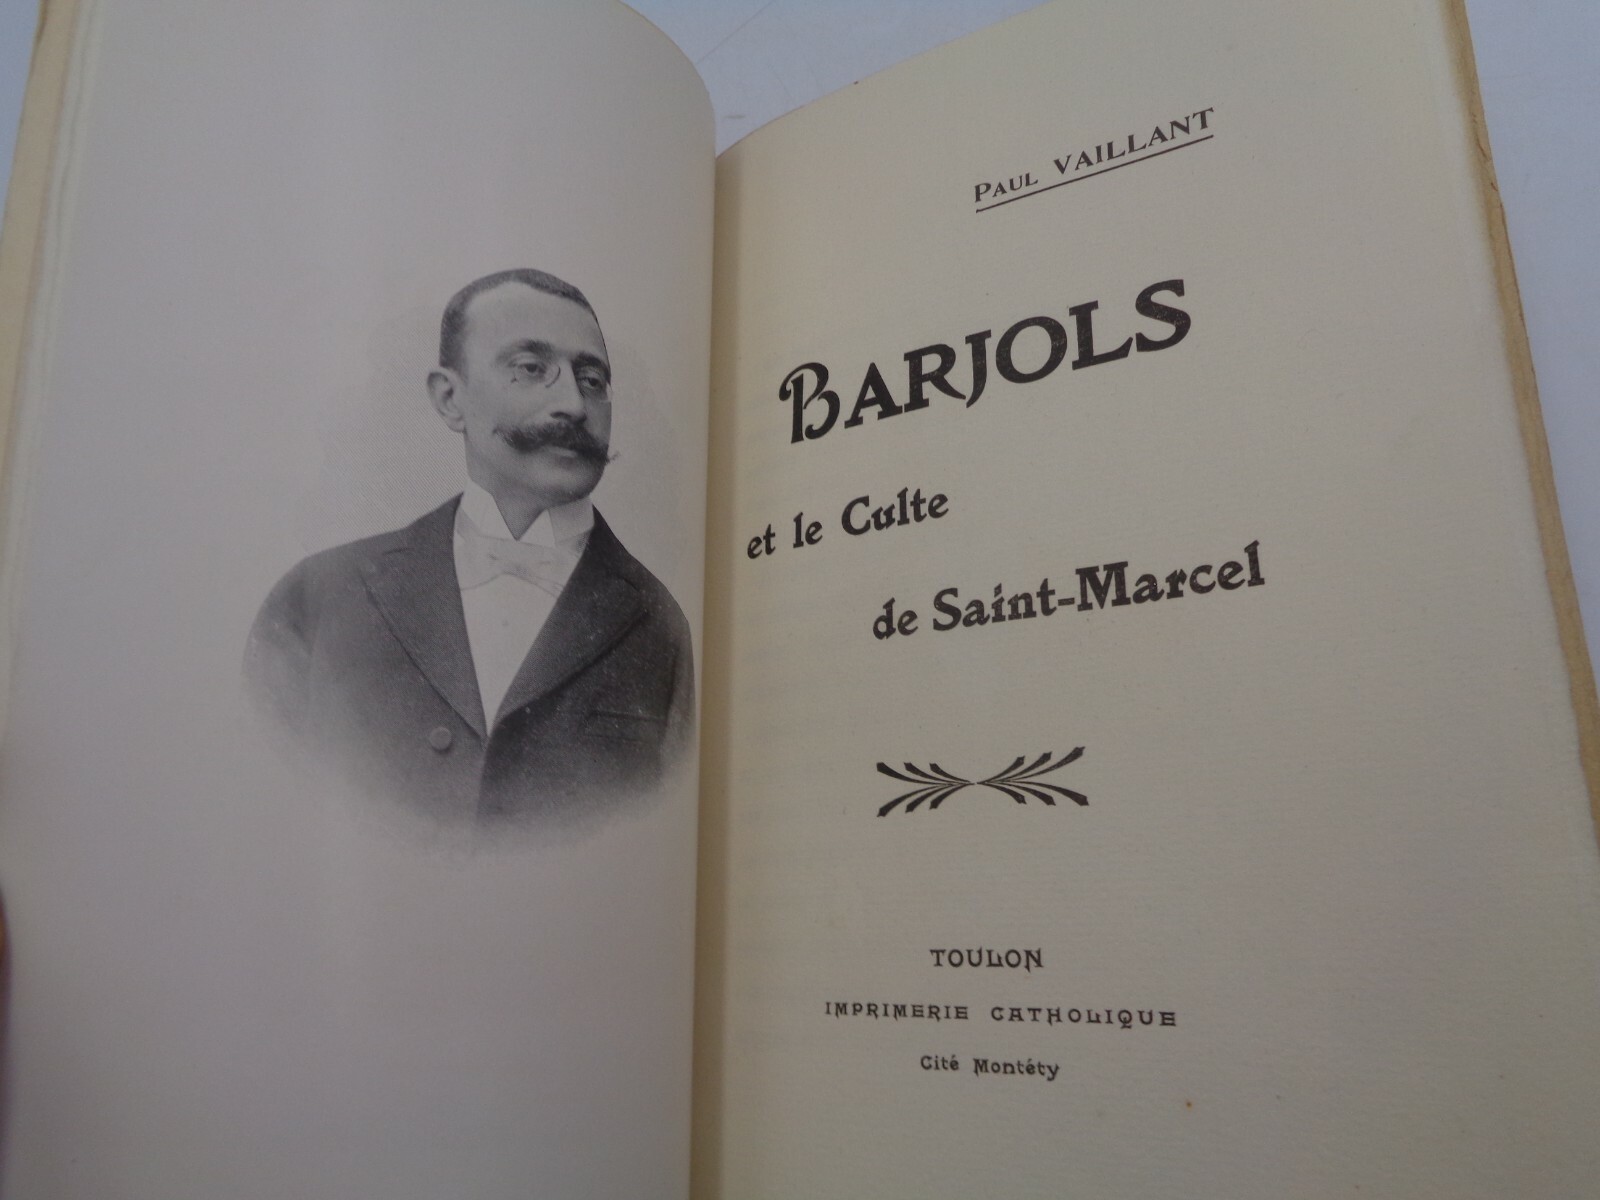 PAUL VAILLANT
BARJOLS
et le Culte
de Saint-Marcel
TOULON
IMPRIMERIE CATHOLIQUE
Cité Montéty